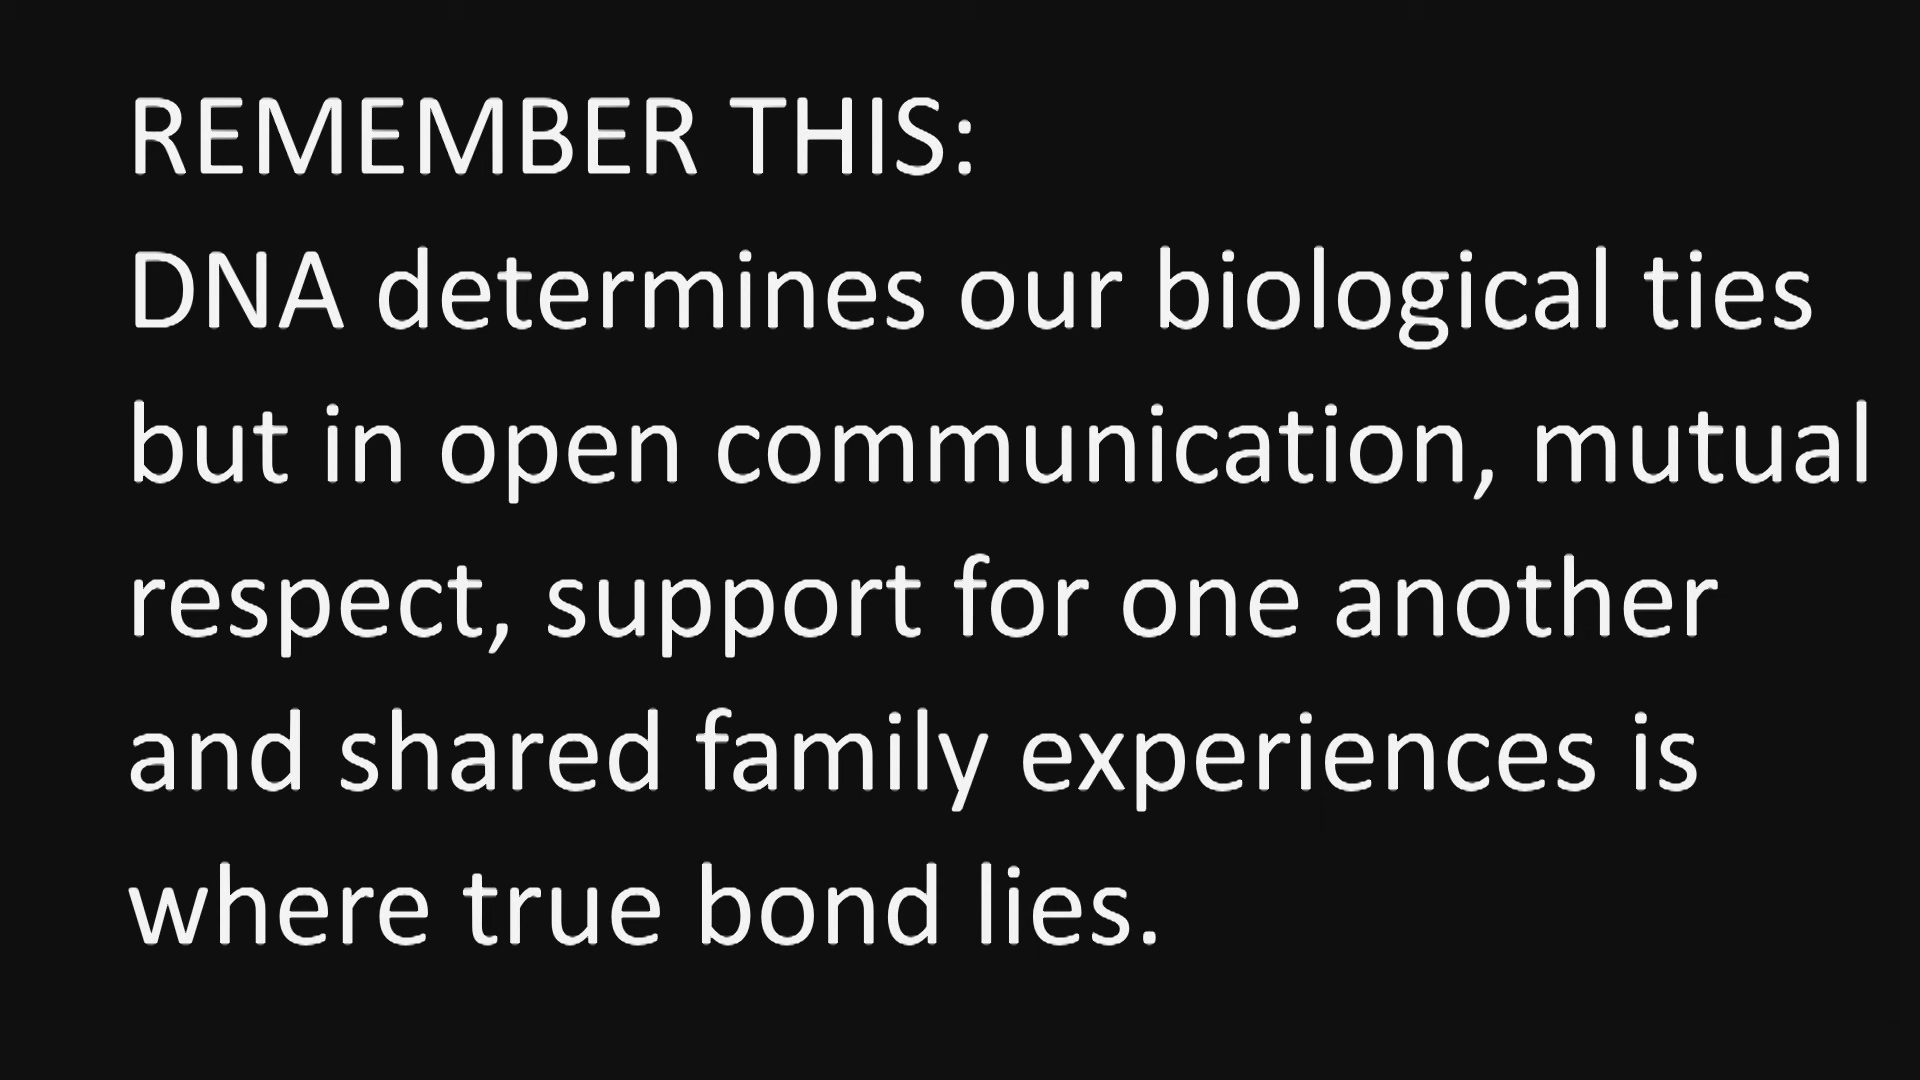 REMEMBER THIS:
DNA determines our biological ties
but in open communication, mutual
respect, support for one another
and shared family experiences is
where true bond lies.